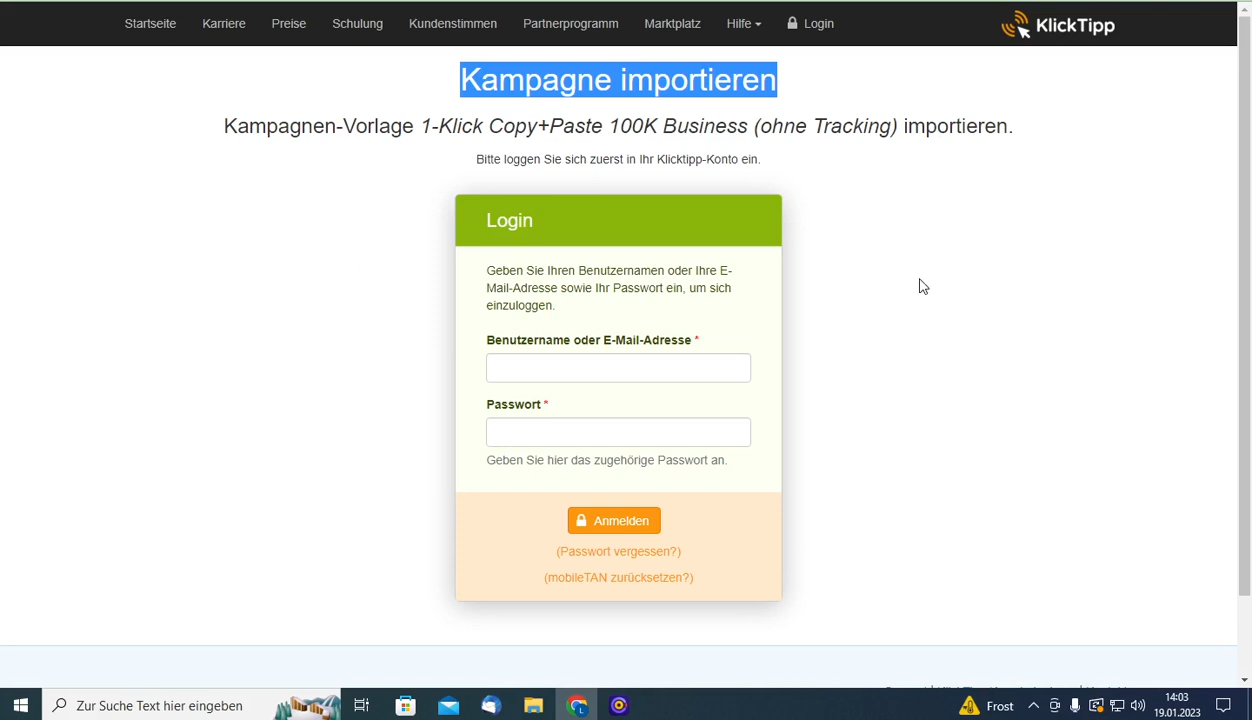 Startseite Karriere Preise Schulung Kundenstimmen Partnerprogramm Marktplatz Hilfe Login KlickTipp
Kampagne importieren
Kampagnen-Vorlage 1-Klick Copy+Paste 100K Business (ohne Tracking) importieren.
Bitte loggen Sie sich zuerst in Ihr Klicktipp-Konto ein.
Login
Geben Sie Ihren Benutzernamen oder Ihre E-
Mail-Adresse sowie Ihr Passwort ein, um sich
einzuloggen.
Benutzername oder E-Mail-Adresse *
Passwort *
Geben Sie hier das zugehörige Passwort an.
Anmelden
(Passwort vergessen?)
(mobileTAN zurücksetzen?)
Zur Suche Text hier eingeben
Frost
14:03
19.01.2023